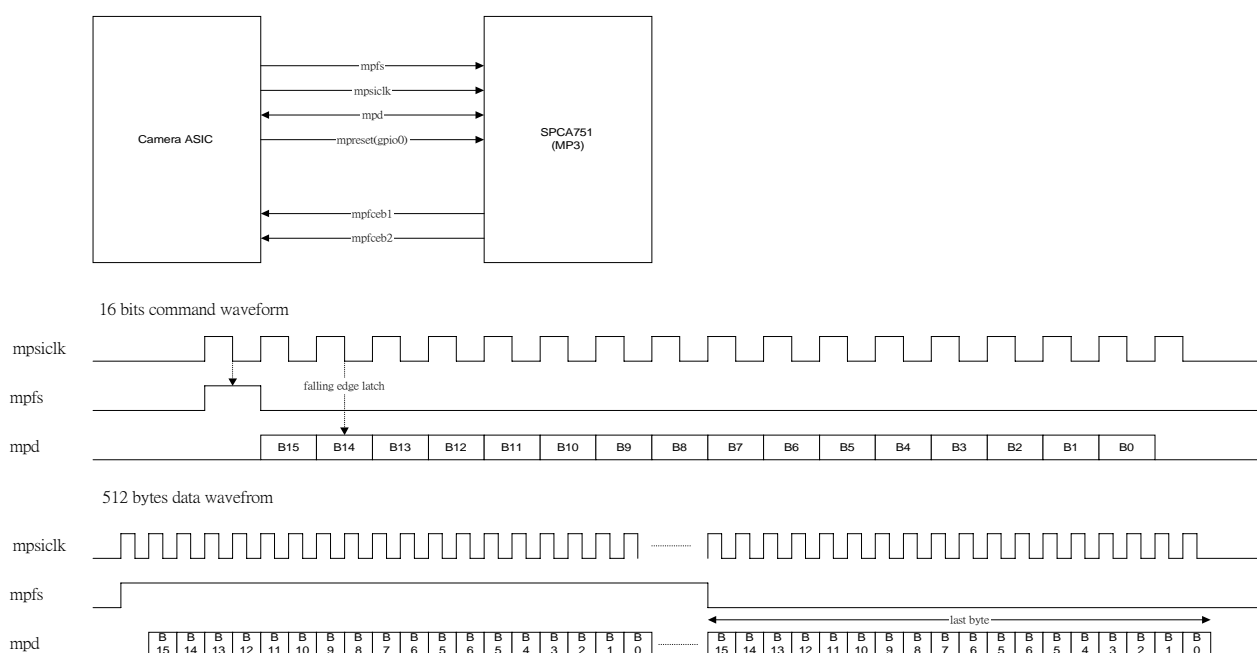 Camera ASIC
SPCA751
(MP3)
mpfs
mpsiclk
mpd
mpreset(gpio0)
mpfceb1
mpfceb2
16 bits command waveform
mpsiclk
mpfs
falling edge latch
mpd
B15 B14 B13 B12 B11 B10 B9 B8 B7 B6 B5 B4 B3 B2 B1 B0
512 bytes data wavefrom
mpsiclk
mpfs
last byte
mpd
B B B B B B B B B B B B B B B B B B B B B B B B B B B B B B B B B B B B
15 14 13 12 11 10 9 8 7 6 5 6 5 4 3 2 1 0 15 14 13 12 11 10 9 8 7 6 5 6 5 4 3 2 1 0